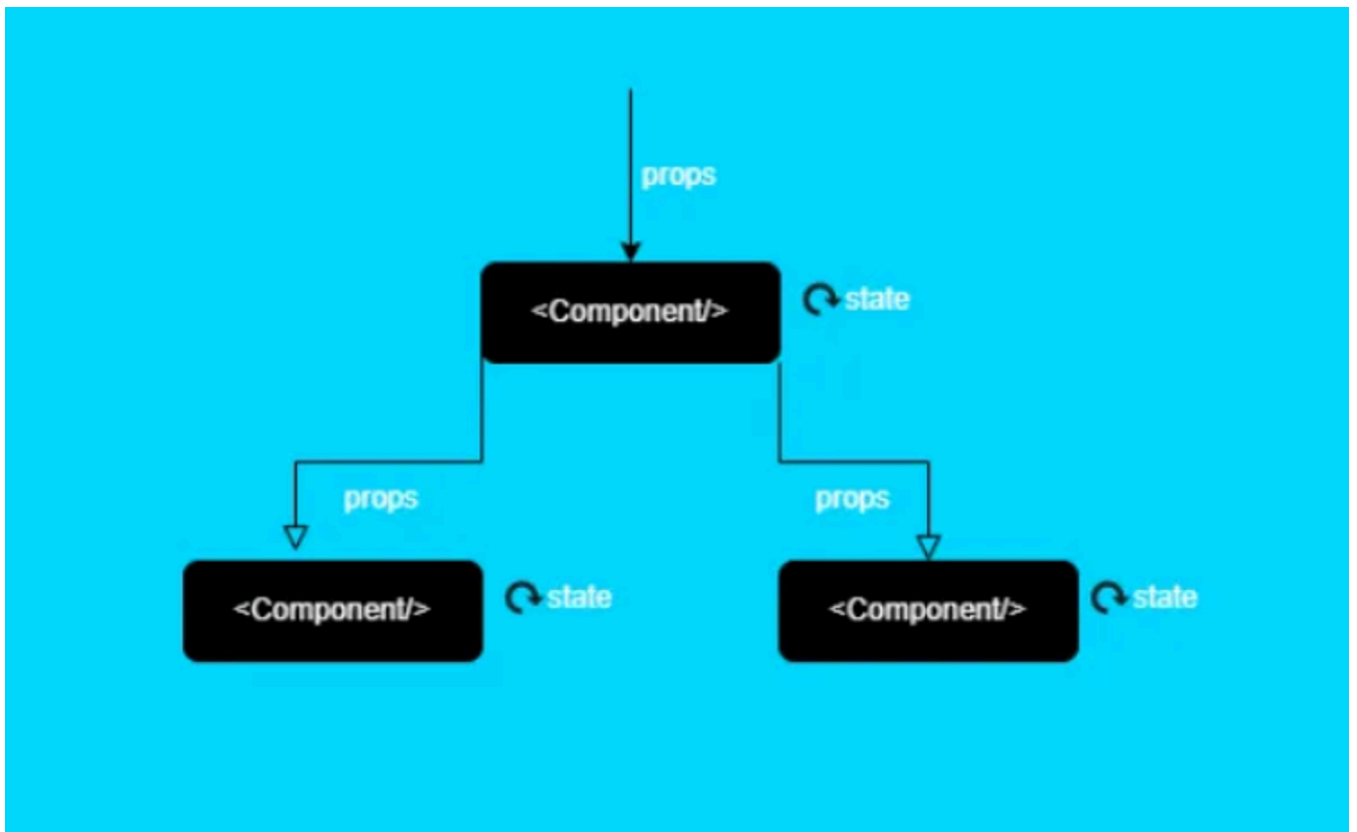 props
<Component/>
state
props
props
<Component/>
state
<Component/>
state